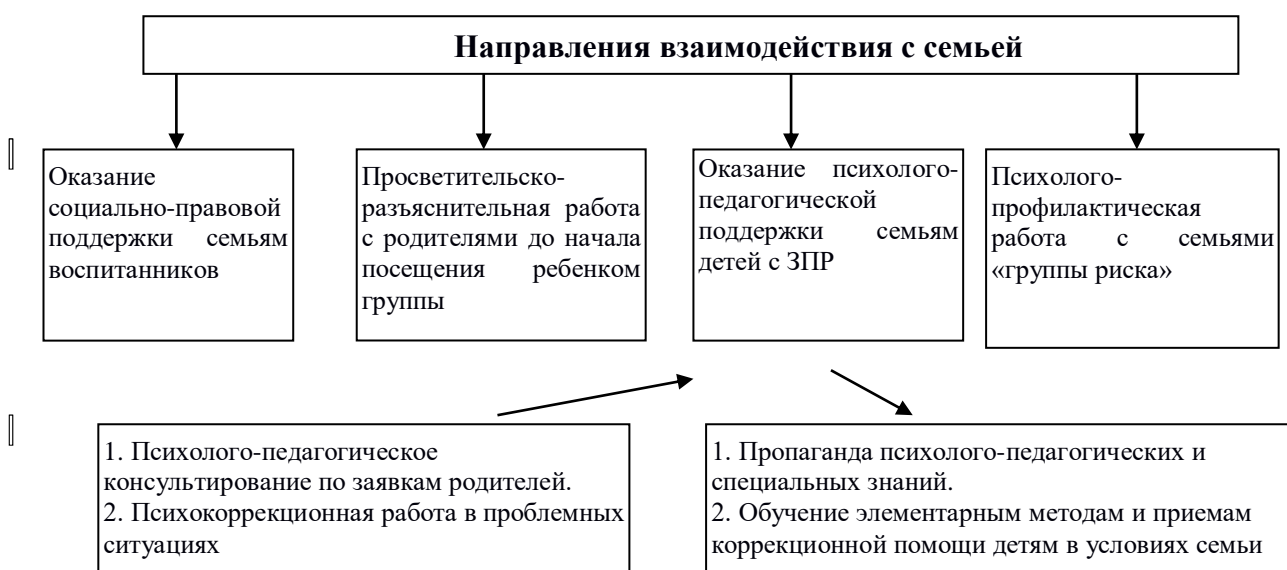 Направления взаимодействия с семьей
Оказание
социально-правовой
поддержки семьям
воспитанников
Просветительско-
разъяснительная работа
с родителями до начала
посещения ребенком
группы
Оказание психолого-
педагогической
поддержки семьям
детей с ЗПР
Психолого-
профилактическая
работа с семьями
«группы риска»
1. Психолого-педагогическое
консультирование по заявкам родителей.
2. Психокоррекционная работа в проблемных
ситуациях
1. Пропаганда психолого-педагогических и
специальных знаний.
2. Обучение элементарным методам и приемам
коррекционной помощи детям в условиях семьи